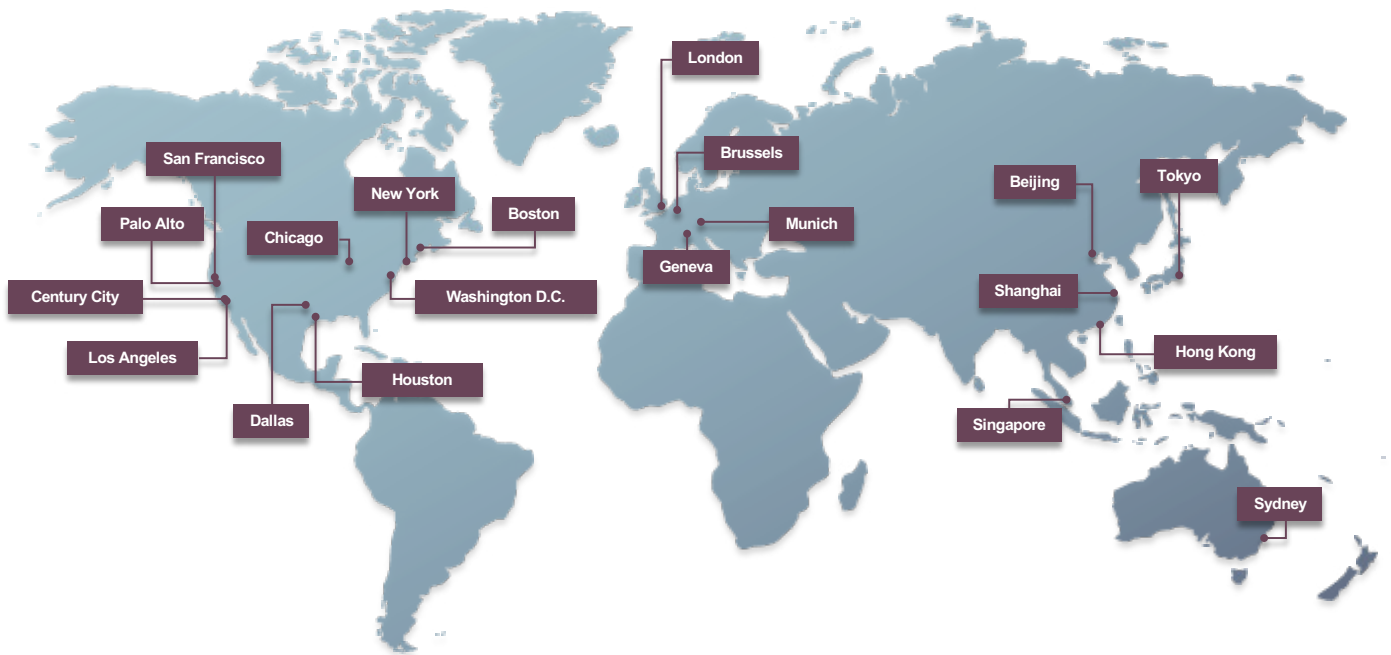 London
San Francisco
Brussels
New York
Beijing
Tokyo
Palo Alto
Boston
Chicago
Munich
Geneva
Century City
Washington D.C.
Shanghai
Los Angeles
Hong Kong
Houston
Dallas
Singapore
Sydney